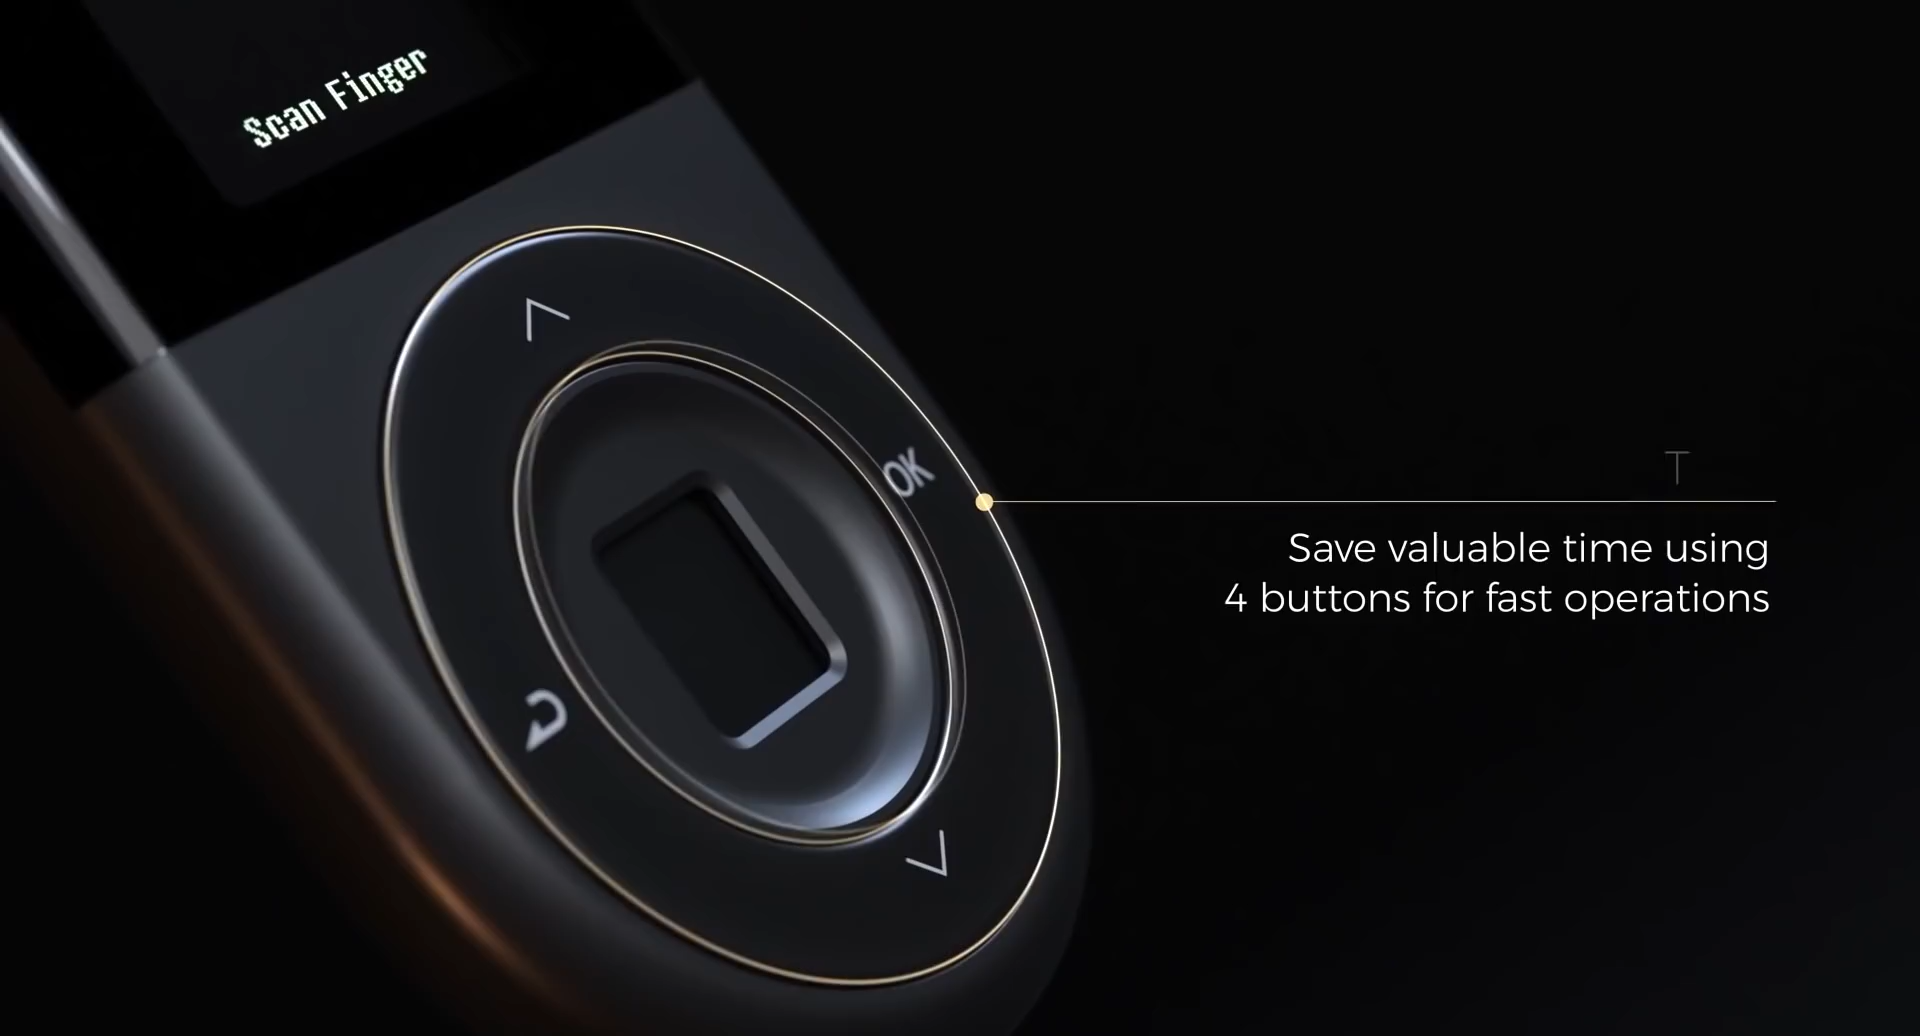 Scan Finger
OK
T
Save valuable time using
4 buttons for fast operations